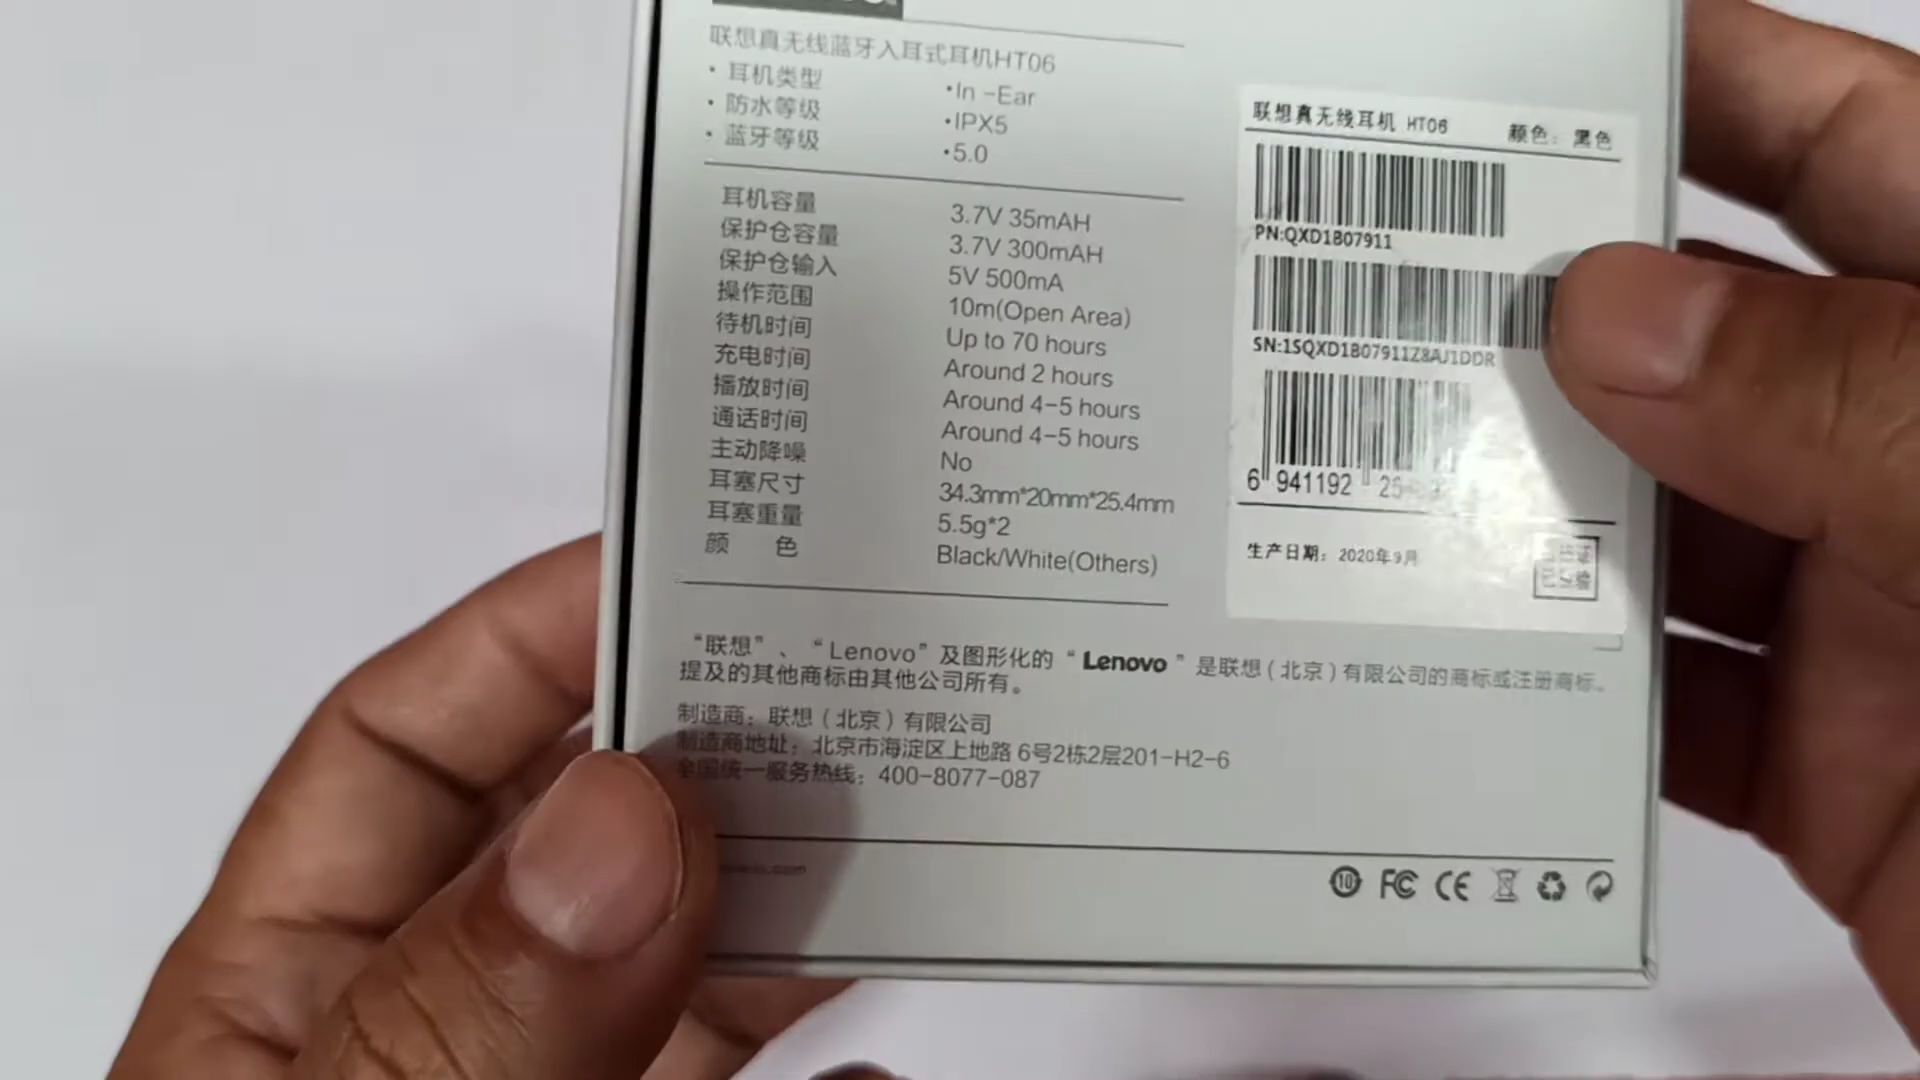 联想真无线蓝牙入耳式耳机HT06
· 耳机类型 ·In -Ear
· 防水等级 ·IPX5
· 蓝牙等级 ·5.0
耳机容量 3.7V 35mAH
保护仓容量 3.7V 300mAH
保护仓输入 5V 500mA
操作范围 10m(Open Area)
待机时间 Up to 70 hours
充电时间 Around 2 hours
播放时间 Around 4-5 hours
通话时间 Around 4-5 hours
主动降噪 No
耳塞尺寸 34.3mm*20mm*25.4mm
耳塞重量 5.5g*2
颜 色 Black/White(Others)
联想真无线耳机 HT06 颜色：黑色
PN:QXD1B07911
SN:1SQXD1B07911Z8AJ1DDR
6 941192
生产日期：2020年9月
“联想”、“Lenovo”及图形化的“Lenovo”是联想（北京）有限公司的商标或注册商标。
提及的其他商标由其他公司所有。
制造商：联想（北京）有限公司
制造商地址：北京市海淀区上地路 6号2栋2层201-H2-6
全国统一服务热线：400-8077-087
10 FC CE